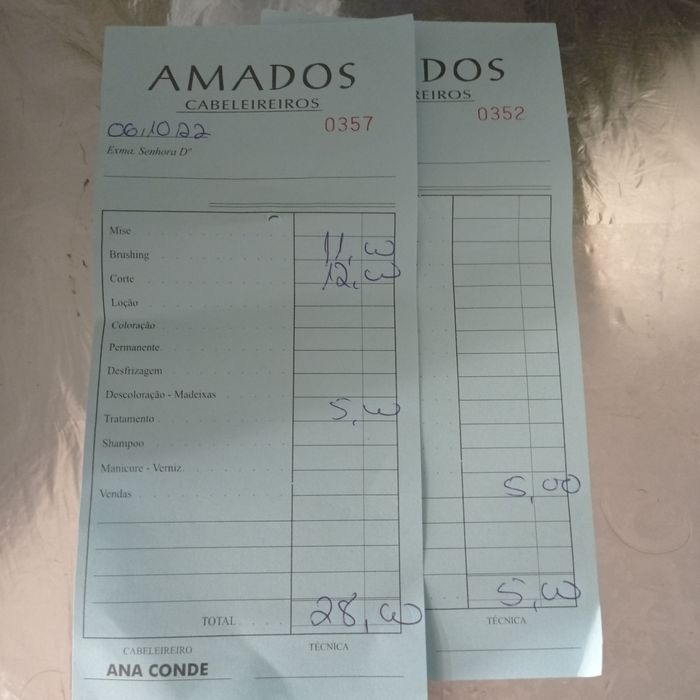 AMADOS
CABELEIREIROS
06,10,22 0357
Exma. Senhora Dª
Mise
Brushing 11,00
Corte 12,00
Loção
Coloração
Permanente
Desfrizagem
Descoloração - Madeixas
Tratamento 5,00
Shampoo
Manicure - Verniz
Vendas
TOTAL 28,00
CABELEIREIRO TÉCNICA
ANA CONDE
DOS
EIROS
0352
5,00
5,00
TÉCNICA